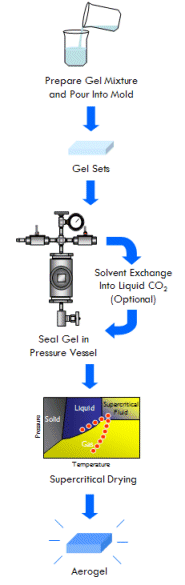 Prepare Gel Mixture
and Pour Into Mold
Gel Sets
Solvent Exchange
Into Liquid CO₂
(Optional)
Seal Gel in
Pressure Vessel
Pressure
Solid
Liquid
Supercritical
Fluid
Gas
Temperature
Supercritical Drying
Aerogel